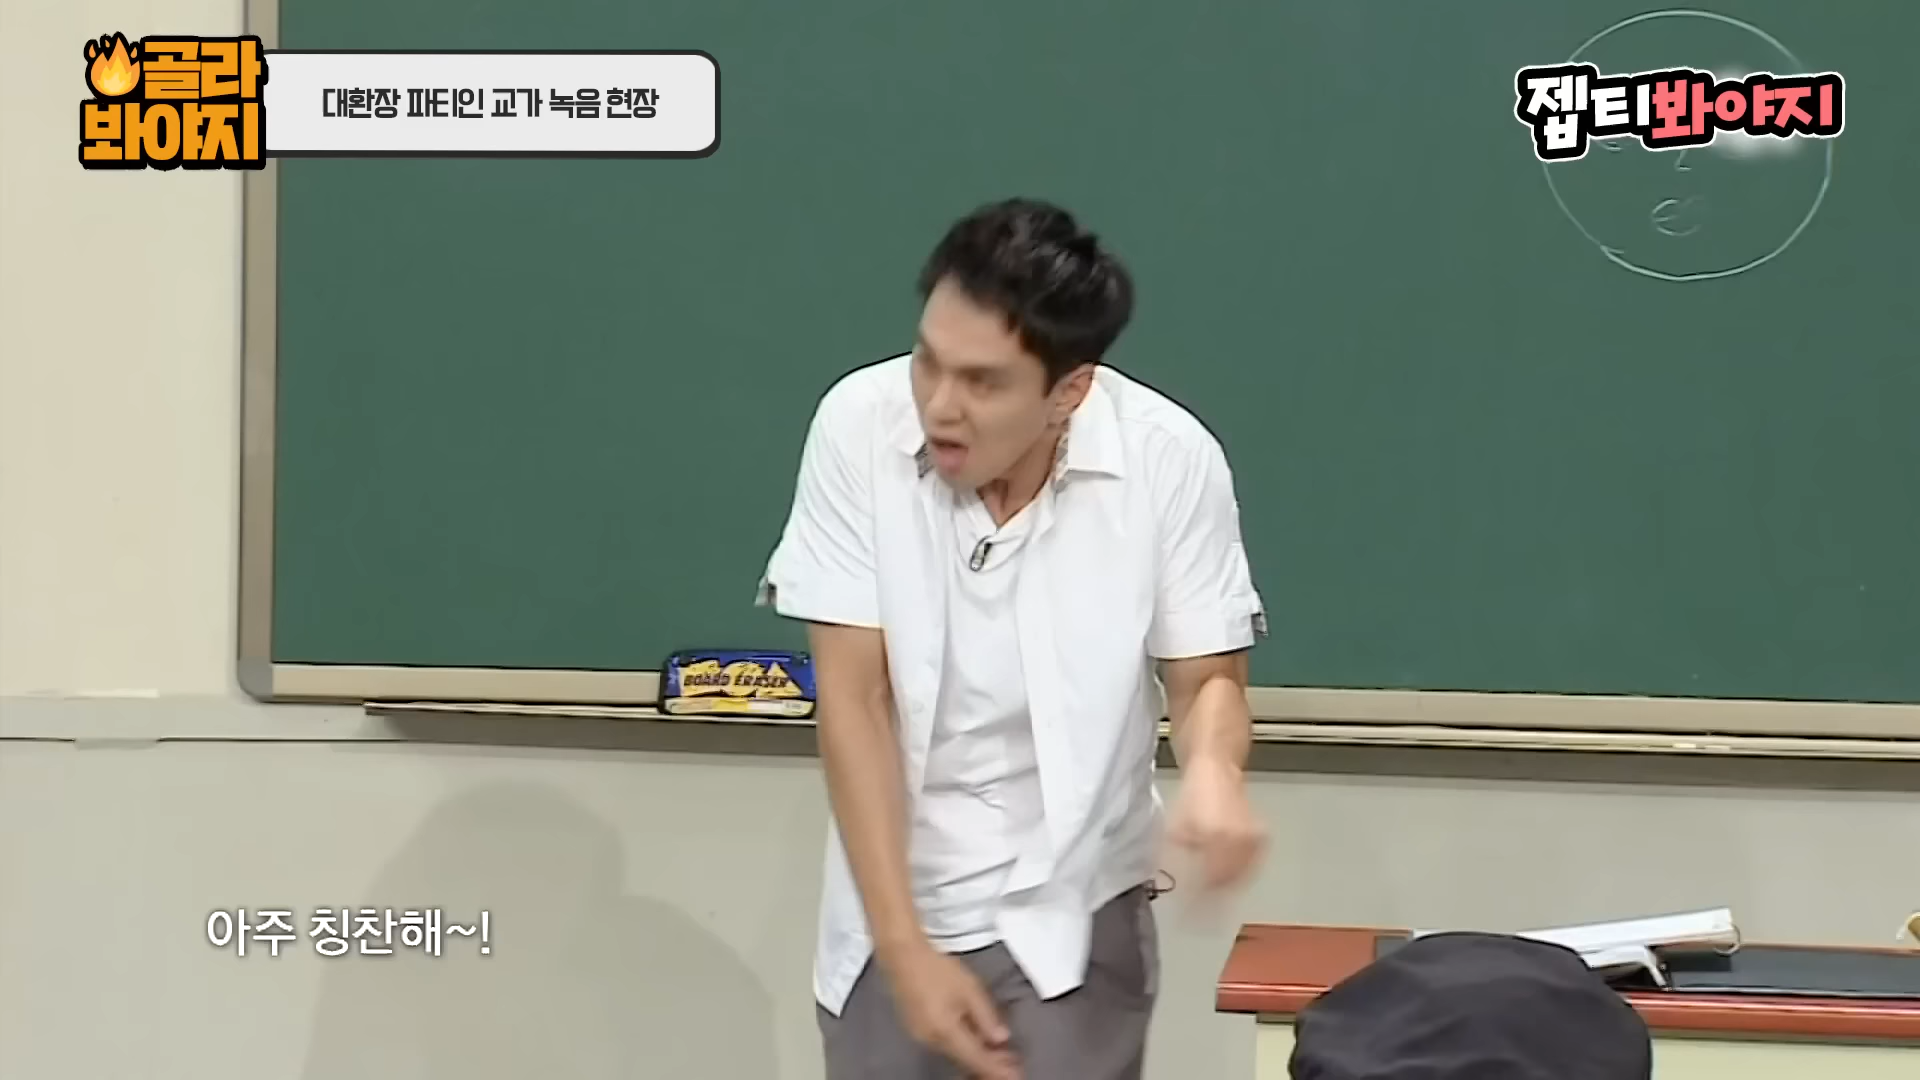 골라
봐야지
대환장 파티인 교가 녹음 현장
젭티봐야지
BOARD ERASER
아주 칭찬해~!